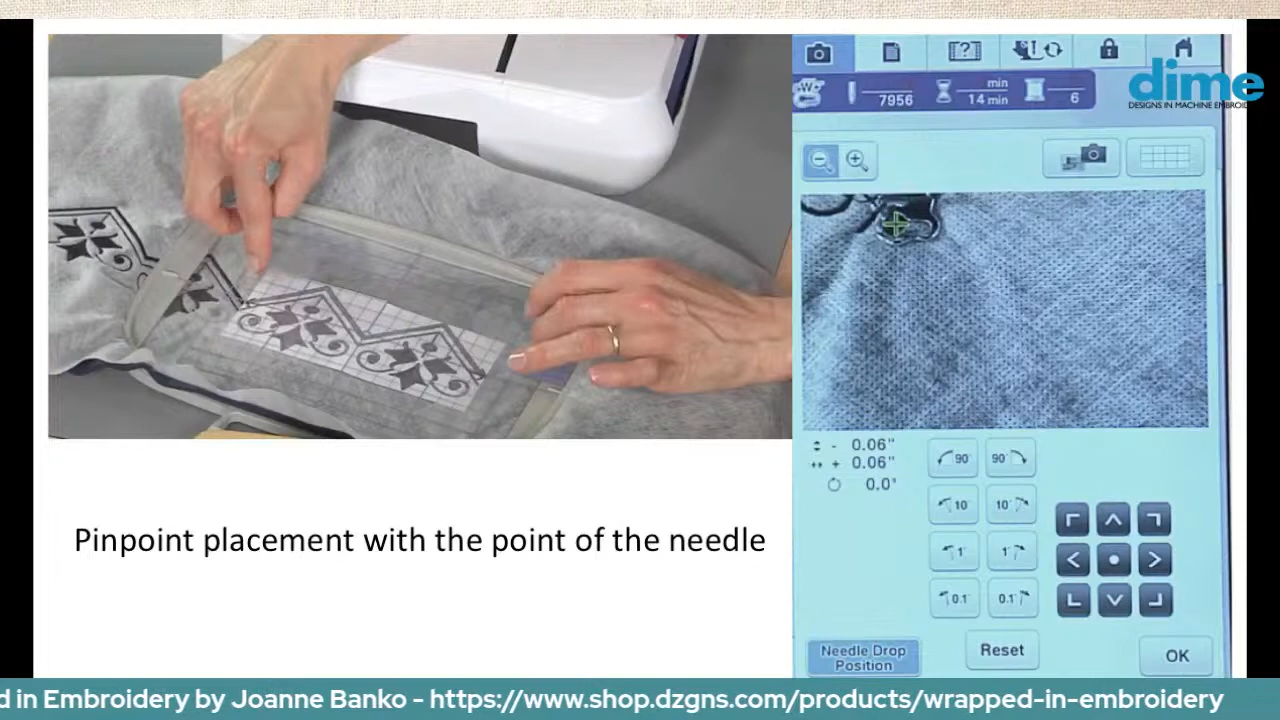 min
7956
14 min
6
dime
DESIGNS IN MACHINE EMBROID
- 0.06"
+ 0.06"
0.0°
90° 90°
10° 10°
1° 1°
0.1° 0.1°
Pinpoint placement with the point of the needle
Needle Drop
Position
Reset
OK
d in Embroidery by Joanne Banko - https://www.shop.dzgns.com/products/wrapped-in-embroidery